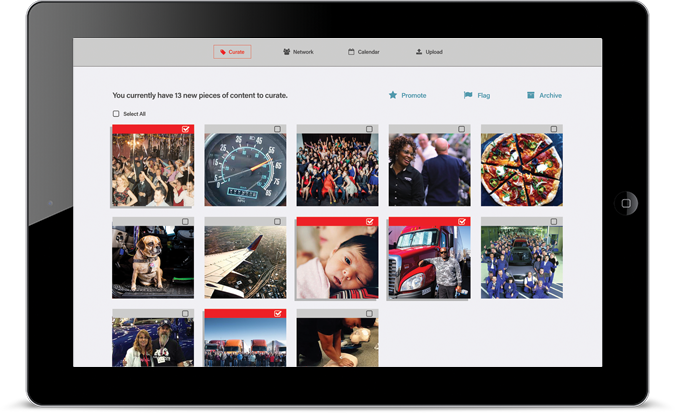 Curate
Network
Calendar
Upload
You currently have 13 new pieces of content to curate.
Promote
Flag
Archive
Select All